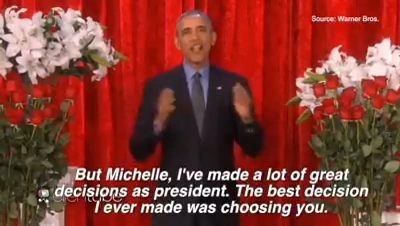 Source: Warner Bros.
But Michelle, I've made a lot of great
decisions as president. The best decision
I ever made was choosing you.